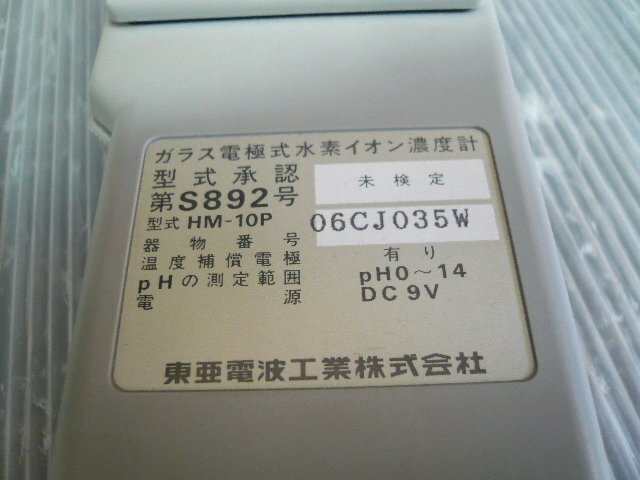 ガラス電極式水素イオン濃度計
型式承認
第S892号
未検定
型式 HM-10P
器物番号 06CJ035W
温度補償電極 有り
pHの測定範囲 pH0～14
電源 DC9V
東亜電波工業株式会社